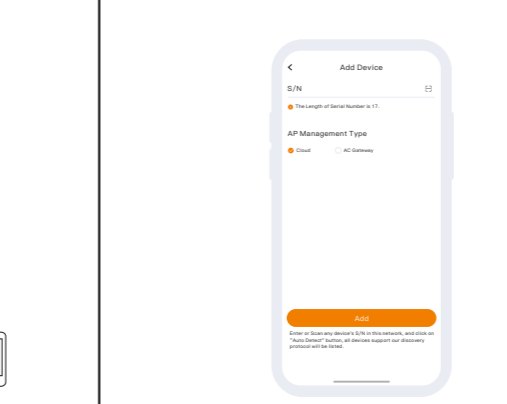 Add Device
S/N
The Length of Serial Number is 17.
AP Management Type
Cloud AC Gateway
Add
Enter or Scan any device's S/N in this network, and click on
"Auto Detect" button, all devices support our discovery
protocol will be listed.